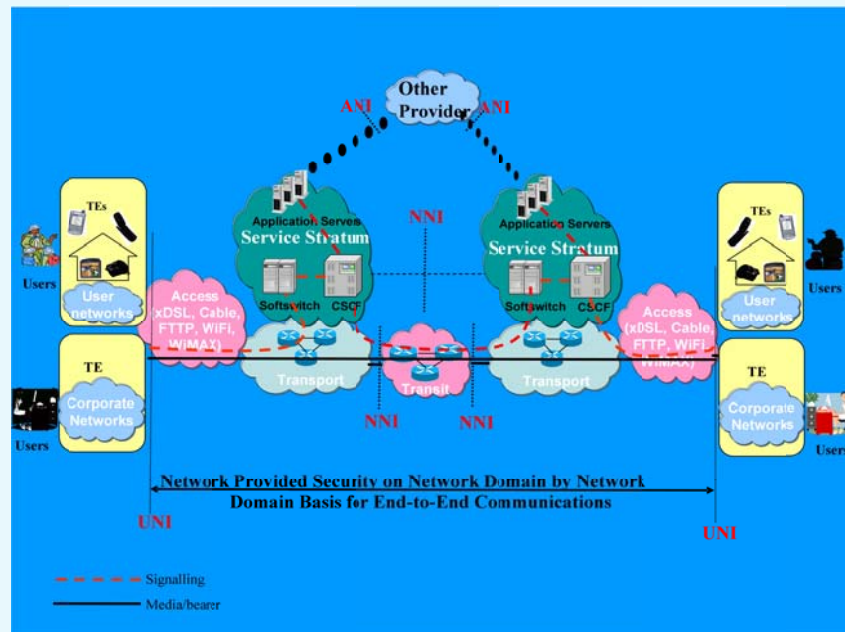 Other
Provider
ANI
ANI
TEs
Users
User
networks
Access
(xDSL, Cable,
FTTP, WiFi,
WiMAX)
Application Servers
Service Stratum
Softswitch
CSCF
NNI
Application Servers
Service Stratum
Softswitch
CSCF
Access
(x0SL, Cable,
FTTP, WiFi,
WiMAX)
TEs
User
networks
Users
TE
Corporate
Networks
Users
Transport
NNI
Transit
NNI
Transport
TE
Corporate
Networks
Users
Network Provided Security on Network Domain by Network
Domain Basis for End-to-End Communications
UNI
UNI
Signalling
Media/bearer